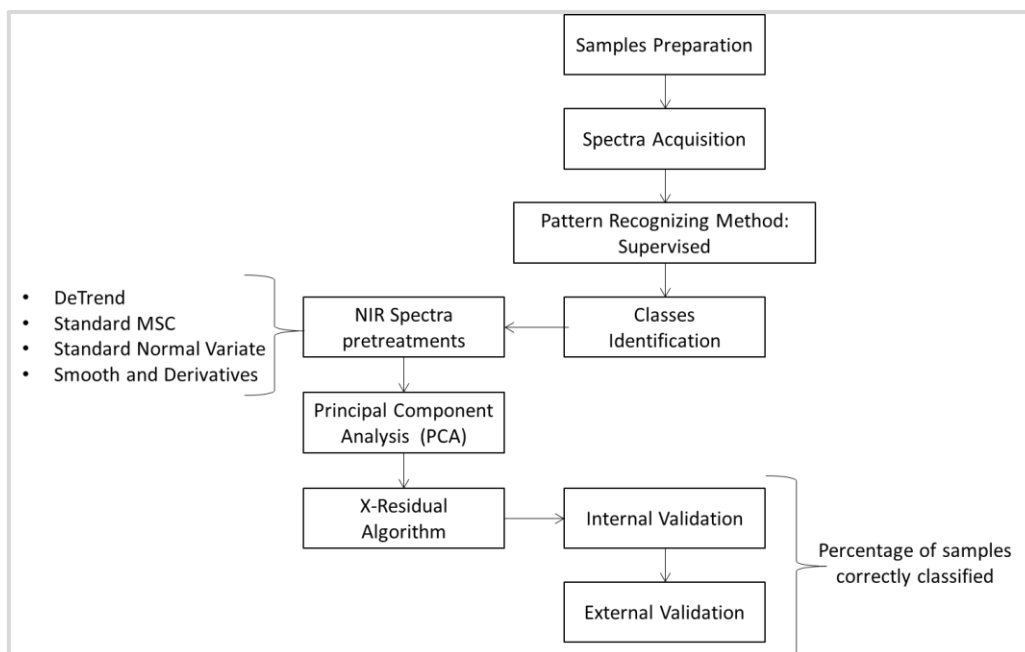 Samples Preparation
Spectra Acquisition
Pattern Recognizing Method:
Supervised
Classes
Identification
NIR Spectra
pretreatments
• DeTrend
• Standard MSC
• Standard Normal Variate
• Smooth and Derivatives
Principal Component
Analysis (PCA)
X-Residual
Algorithm
Internal Validation
External Validation
Percentage of samples
correctly classified